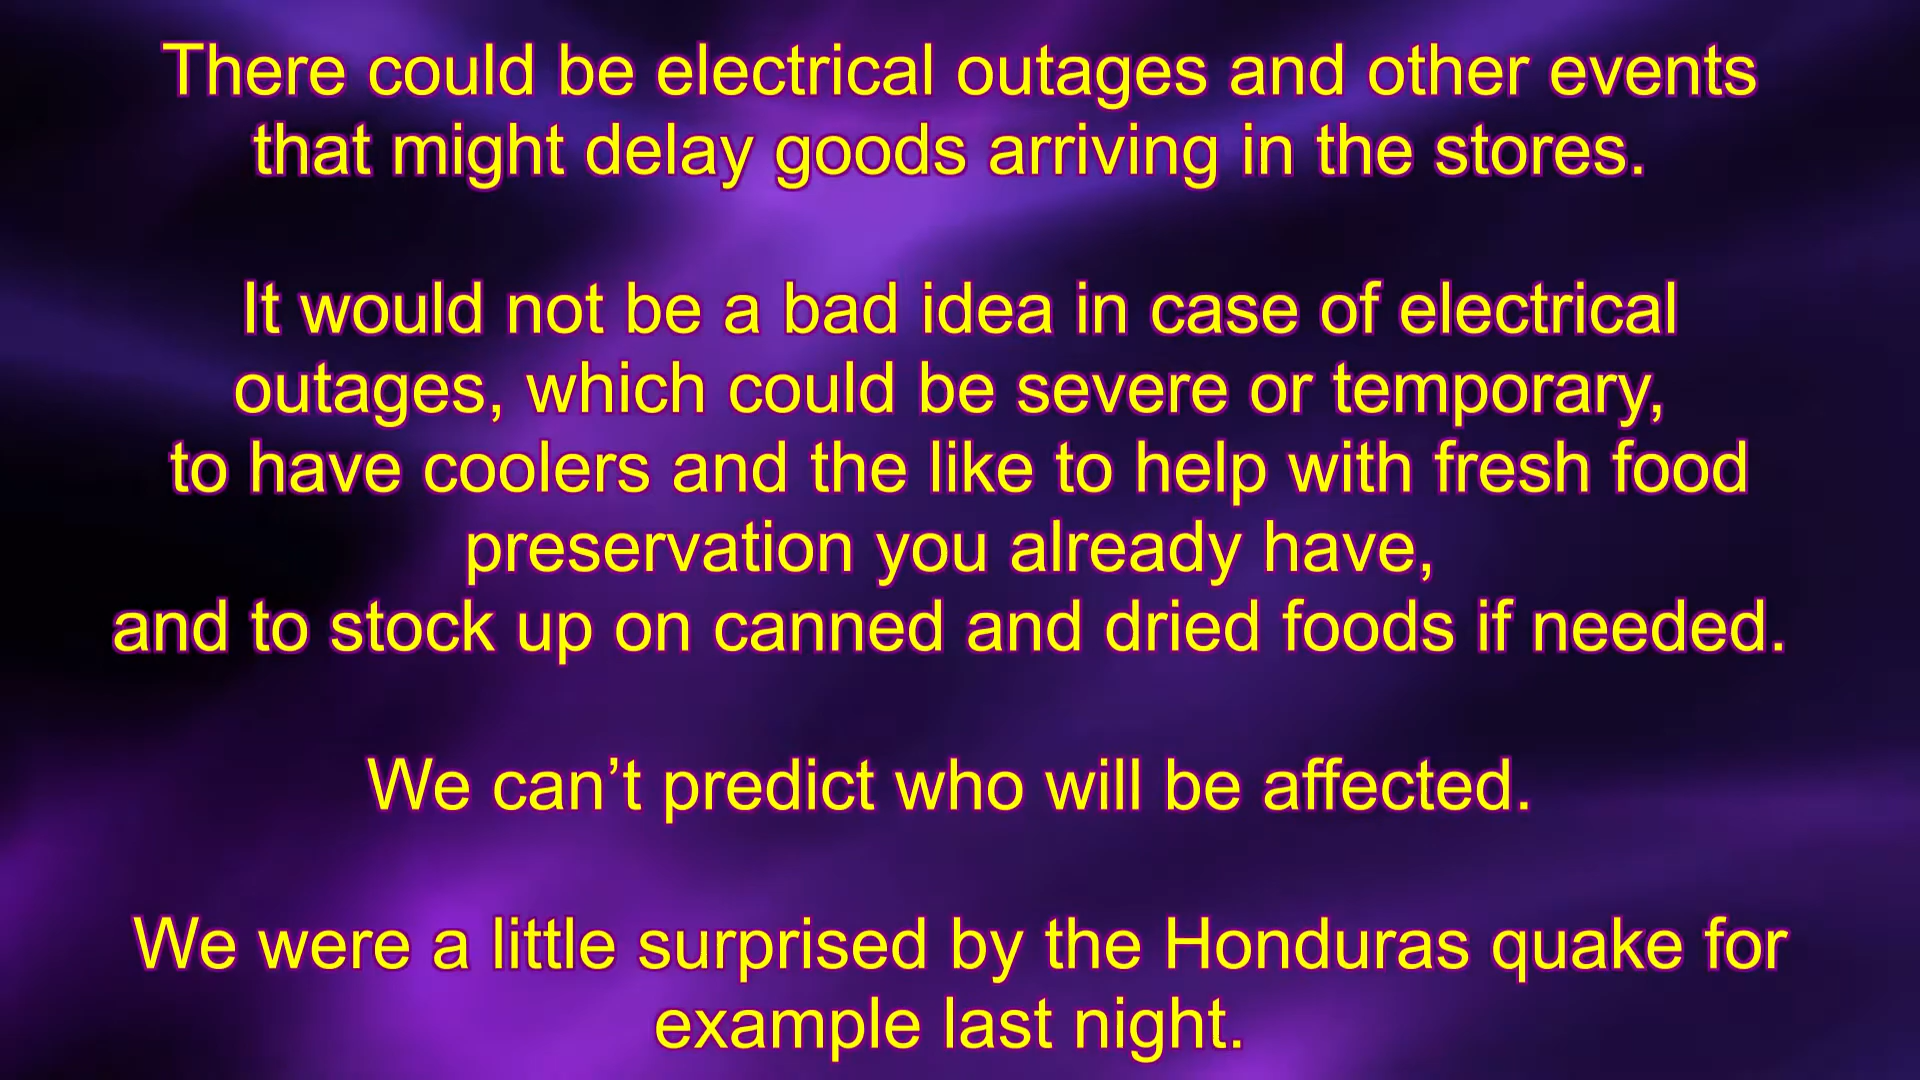 There could be electrical outages and other events
that might delay goods arriving in the stores.
It would not be a bad idea in case of electrical
outages, which could be severe or temporary,
to have coolers and the like to help with fresh food
preservation you already have,
and to stock up on canned and dried foods if needed.
We can’t predict who will be affected.
We were a little surprised by the Honduras quake for
example last night.